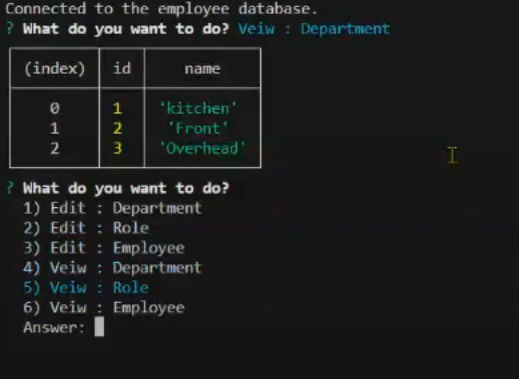 Connected to the employee database.
? What do you want to do? Veiw : Department
(index) id name
0 1 'kitchen'
1 2 'Front'
2 3 'Overhead'
? What do you want to do?
1) Edit : Department
2) Edit : Role
3) Edit : Employee
4) Veiw : Department
5) Veiw : Role
6) Veiw : Employee
Answer: